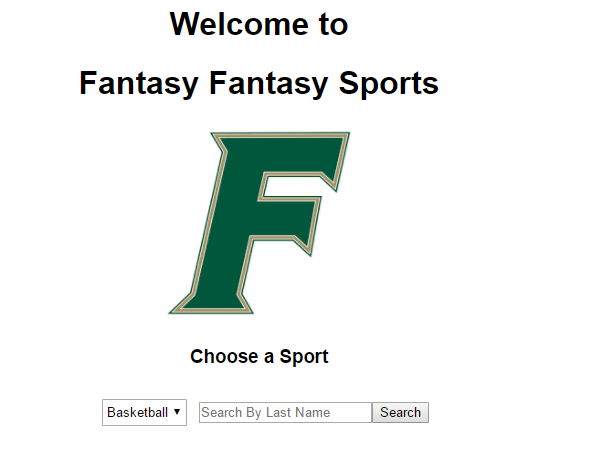 Welcome to
Fantasy Fantasy Sports
F
Choose a Sport
Basketball Search By Last Name Search